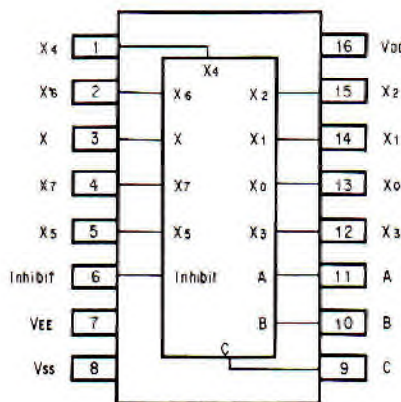 X4 1 16 VDD
X4
X6 2 X6 X2 15 X2
X 3 X X1 14 X1
X7 4 X7 X0 13 X0
X5 5 X5 X3 12 X3
Inhibit 6 Inhibit A 11 A
VEE 7 B 10 B
C
VSS 8 9 C